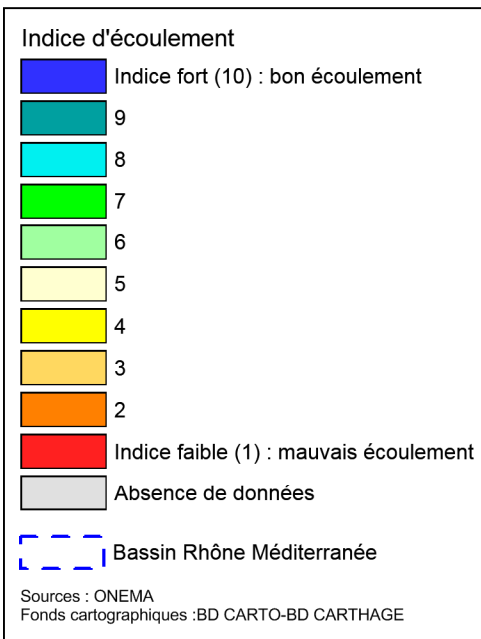 Indice d'écoulement
Indice fort (10) : bon écoulement
9
8
7
6
5
4
3
2
Indice faible (1) : mauvais écoulement
Absence de données
Bassin Rhône Méditerranée
Sources : ONEMA
Fonds cartographiques :BD CARTO-BD CARTHAGE